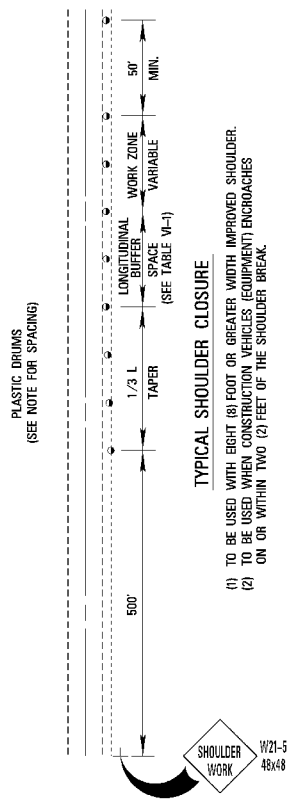 PLASTIC DRUMS
(SEE NOTE FOR SPACING)
50'
MIN.
WORK ZONE
VARIABLE
LONGITUDINAL
BUFFER
SPACE
(SEE TABLE VI-1)
1/3 L
TAPER
500'
TYPICAL SHOULDER CLOSURE
(1) TO BE USED WITH EIGHT (8) FOOT OR GREATER WIDTH IMPROVED SHOULDER.
(2) TO BE USED WHEN CONSTRUCTION VEHICLES (EQUIPMENT) ENCROACHES
ON OR WITHIN TWO (2) FEET OF THE SHOULDER BREAK.
SHOULDER
WORK
W21-5
48x48